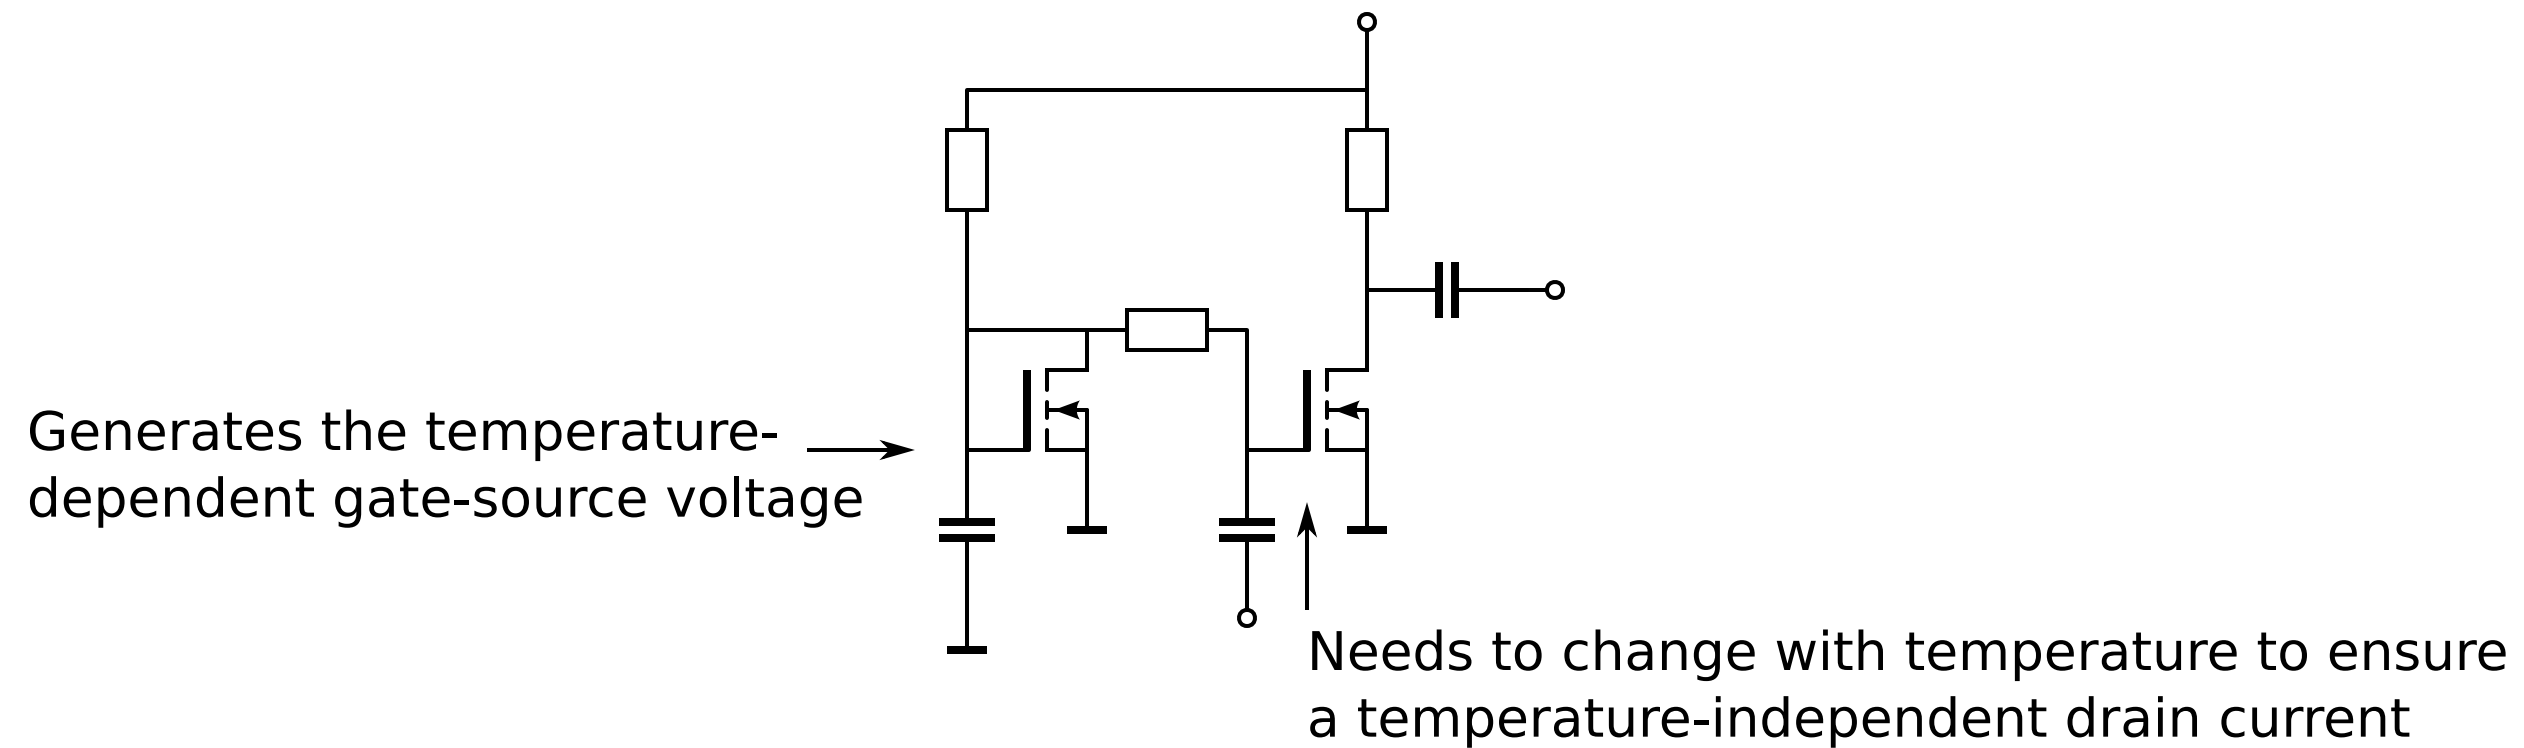 Generates the temperature-
dependent gate-source voltage
Needs to change with temperature to ensure
a temperature-independent drain current